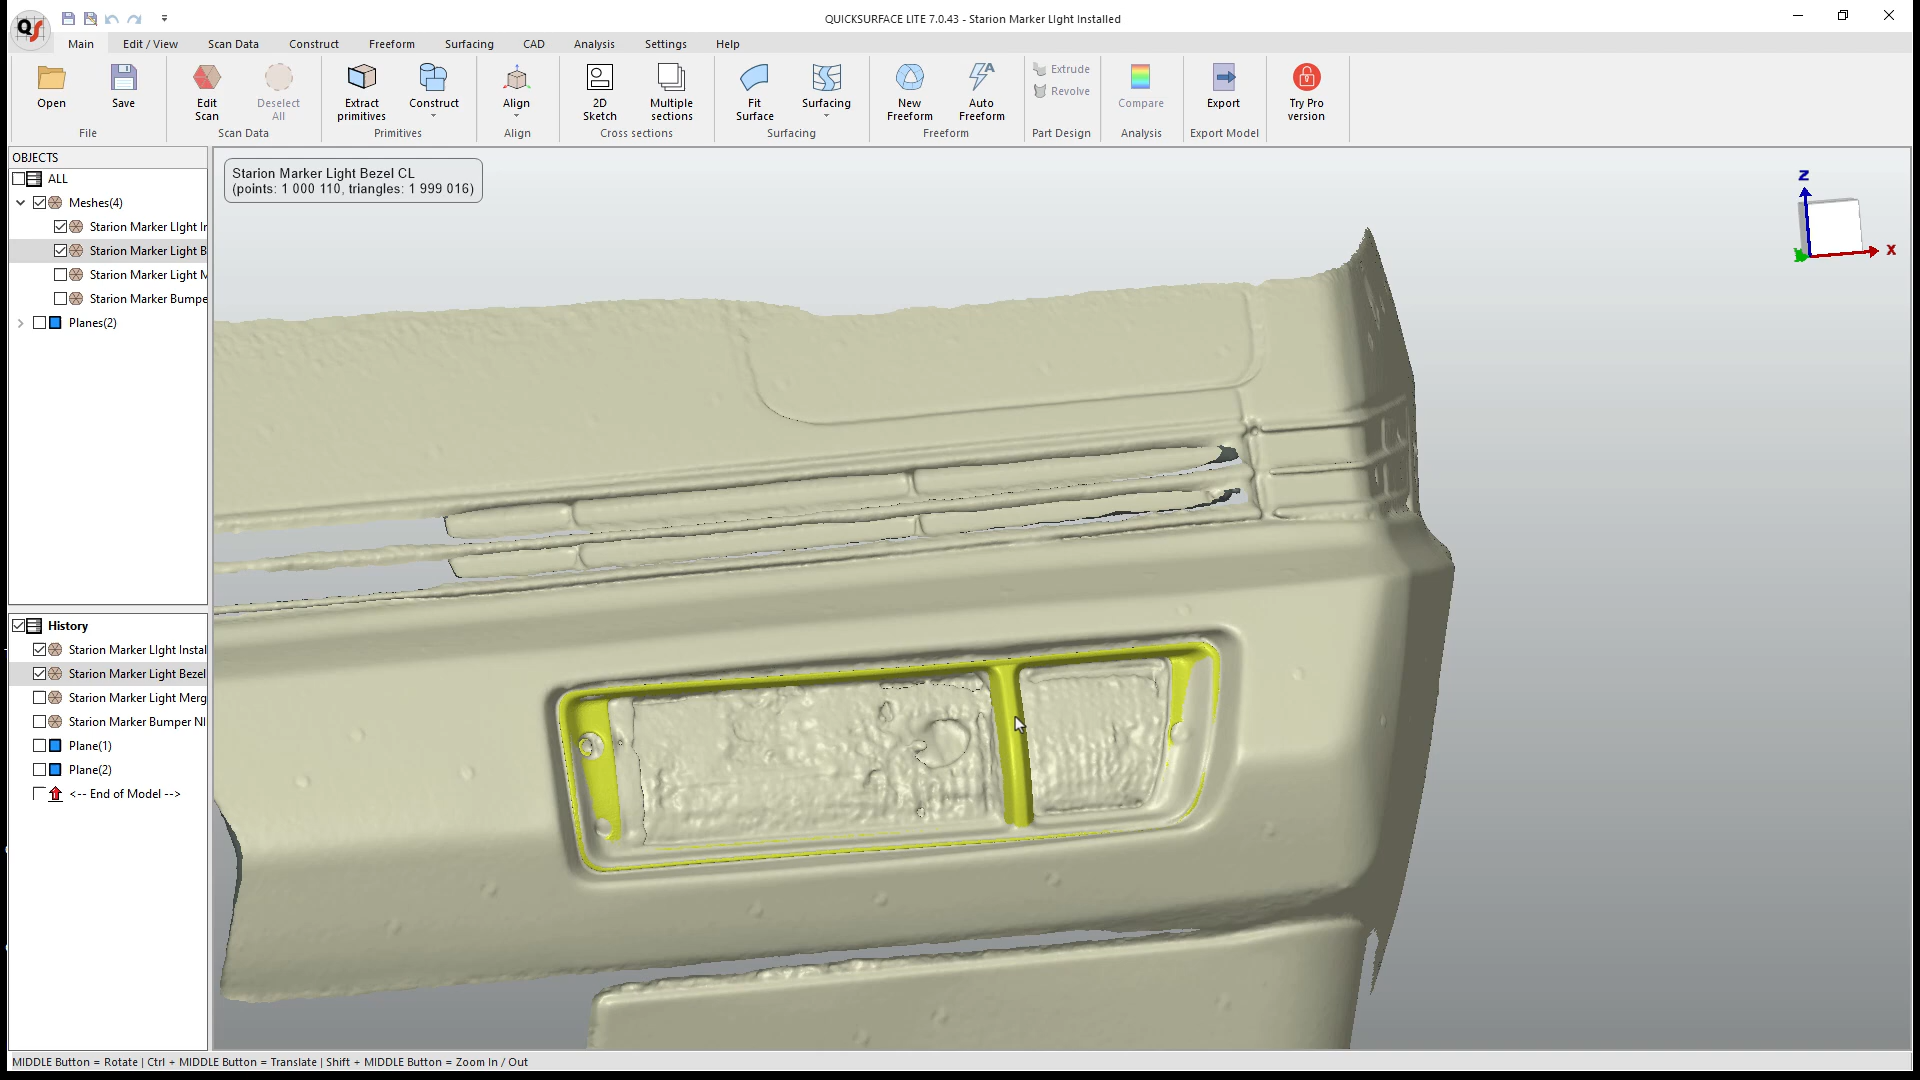 QUICKSURFACE LITE 7.0.43 - Starion Marker LIght Installed
Main
Edit / View
Scan Data
Construct
Freeform
Surfacing
CAD
Analysis
Settings
Help
Open
Save
File
Edit Scan
Deselect All
Scan Data
Extract primitives
Construct
Primitives
Align
Align
2D Sketch
Multiple sections
Cross sections
Fit Surface
Surfacing
Surfacing
New Freeform
Auto Freeform
Freeform
Extrude
Revolve
Part Design
Compare
Analysis
Export
Export Model
Try Pro version
OBJECTS
ALL
Meshes(4)
Starion Marker LIght Ir
Starion Marker Light B
Starion Marker Light M
Starion Marker Bumpe
Planes(2)
History
Starion Marker LIght Instal
Starion Marker Light Bezel
Starion Marker Light Merg
Starion Marker Bumper NI
Plane(1)
Plane(2)
<-- End of Model -->
Starion Marker Light Bezel CL
(points: 1 000 110, triangles: 1 999 016)
Z
X
MIDDLE Button = Rotate | Ctrl + MIDDLE Button = Translate | Shift + MIDDLE Button = Zoom In / Out